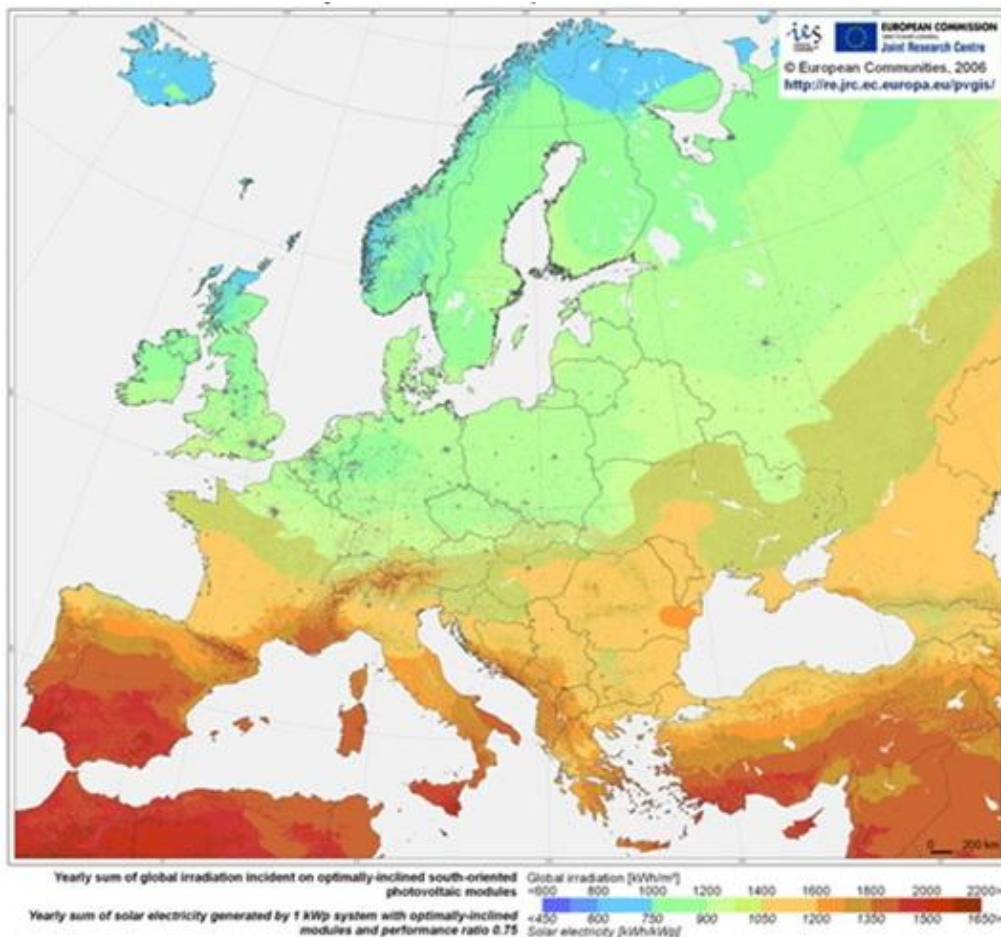 EUROPEAN COMMISSION
Joint Research Centre
© European Communities, 2006
http://re.jrc.ec.europa.eu/pvgis/
0 200 km
Yearly sum of global irradiation incident on optimally-inclined south-oriented
photovoltaic modules
Global irradiation [kWh/m²]
<600 800 1000 1200 1400 1600 1800 2000 2200>
<450 600 750 900 1050 1200 1350 1500 1650>
Solar electricity [kWh/kWp]
Yearly sum of solar electricity generated by 1 kWp system with optimally-inclined
modules and performance ratio 0.75